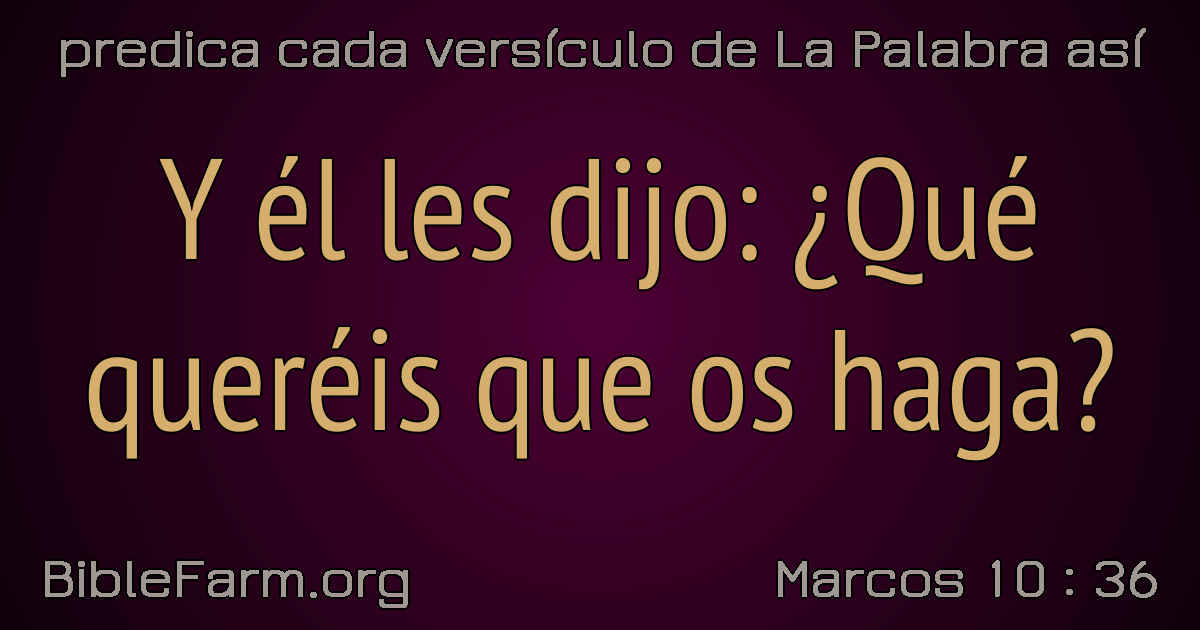 predica cada versículo de La Palabra así
Y él les dijo: ¿Qué
queréis que os haga?
BibleFarm.org
Marcos 10 : 36